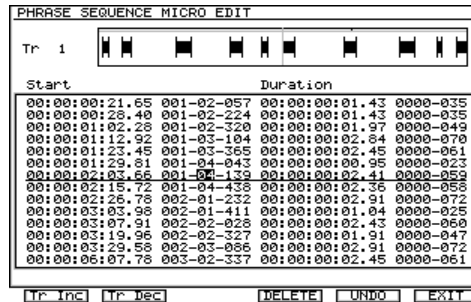 PHRASE SEQUENCE MICRO EDIT
Tr 1
Start Duration
00:00:00:21.65 001-02-057 00:00:00:01.43 0000-035
00:00:00:28.40 001-02-224 00:00:00:01.43 0000-035
00:00:01:02.28 001-02-320 00:00:00:01.97 0000-049
00:00:01:12.92 001-03-104 00:00:00:02.84 0000-070
00:00:01:23.45 001-03-365 00:00:00:02.45 0000-061
00:00:01:29.81 001-04-043 00:00:00:00.95 0000-023
00:00:02:03.66 001-04-139 00:00:00:02.41 0000-059
00:00:02:15.72 001-04-438 00:00:00:02.36 0000-058
00:00:02:26.78 002-01-232 00:00:00:02.91 0000-072
00:00:03:03.98 002-01-411 00:00:00:01.04 0000-025
00:00:03:07.91 002-02-028 00:00:00:02.43 0000-060
00:00:03:19.96 002-02-327 00:00:00:01.91 0000-047
00:00:03:29.58 002-03-086 00:00:00:02.91 0000-072
00:00:06:07.78 003-02-337 00:00:00:02.45 0000-061
Tr Inc Tr Dec DELETE UNDO EXIT